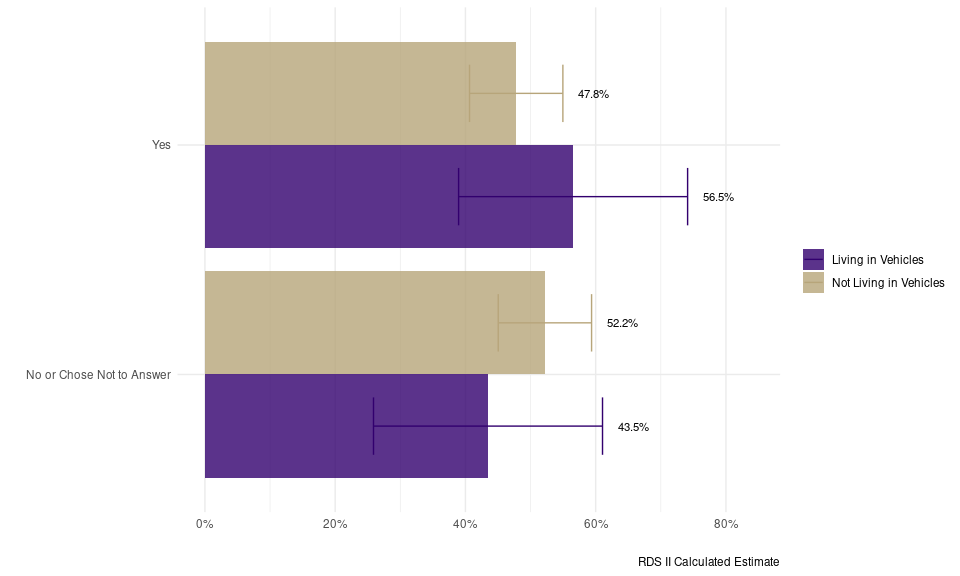 47.8%
Yes
56.5%
Living in Vehicles
Not Living in Vehicles
52.2%
No or Chose Not to Answer
43.5%
0%
20%
40%
60%
80%
RDS II Calculated Estimate